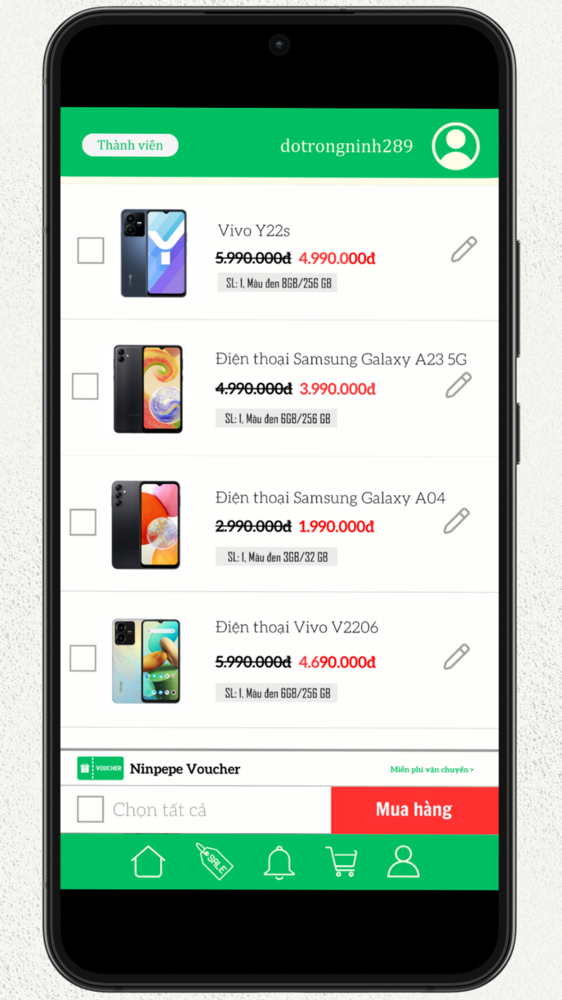 Thành viên
dotrongninh289
Vivo Y22s
5.990.000đ 4.990.000đ
SL: 1, Màu đen 8GB/256 GB
Điện thoại Samsung Galaxy A23 5G
4.990.000đ 3.990.000đ
SL: 1, Màu đen 6GB/256 GB
Điện thoại Samsung Galaxy A04
2.990.000đ 1.990.000đ
SL: 1, Màu đen 3GB/32 GB
Điện thoại Vivo V2206
5.990.000đ 4.690.000đ
SL: 1, Màu đen 6GB/256 GB
vivo
VOUCHER
Ninpepe Voucher
Miễn phí vận chuyển >
Chọn tất cả
Mua hàng
SALE